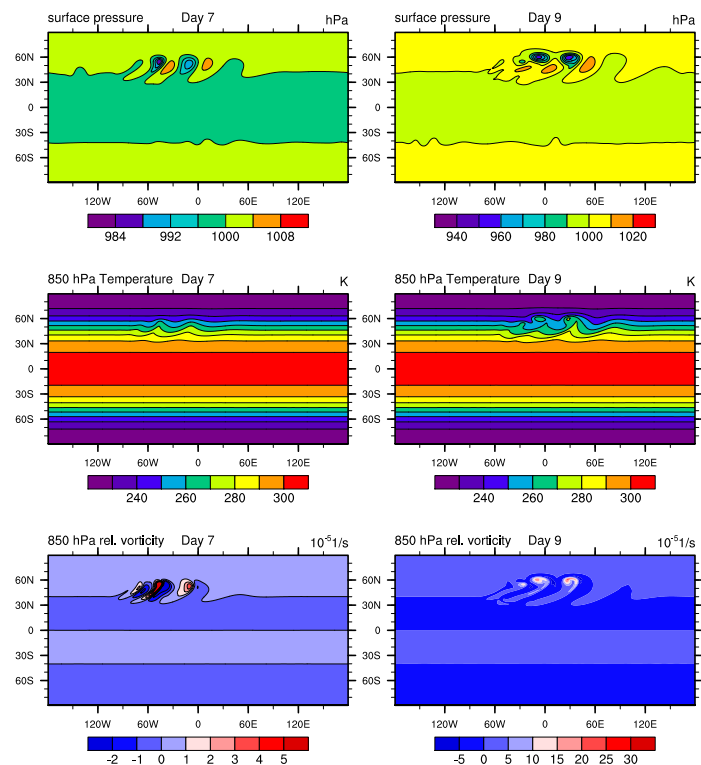 surface pressure Day 7 hPa
60N
30N
0
30S
60S
120W 60W 0 60E 120E
984 992 1000 1008
surface pressure Day 9 hPa
60N
30N
0
30S
60S
120W 60W 0 60E 120E
940 960 980 1000 1020
850 hPa Temperature Day 7 K
60N
30N
0
30S
60S
120W 60W 0 60E 120E
240 260 280 300
850 hPa Temperature Day 9 K
60N
30N
0
30S
60S
120W 60W 0 60E 120E
240 260 280 300
850 hPa rel. vorticity Day 7 10⁻⁵1/s
60N
30N
0
30S
60S
120W 60W 0 60E 120E
-2 -1 0 1 2 3 4 5
850 hPa rel. vorticity Day 9 10⁻⁵1/s
60N
30N
0
30S
60S
120W 60W 0 60E 120E
-5 0 5 10 15 20 25 30